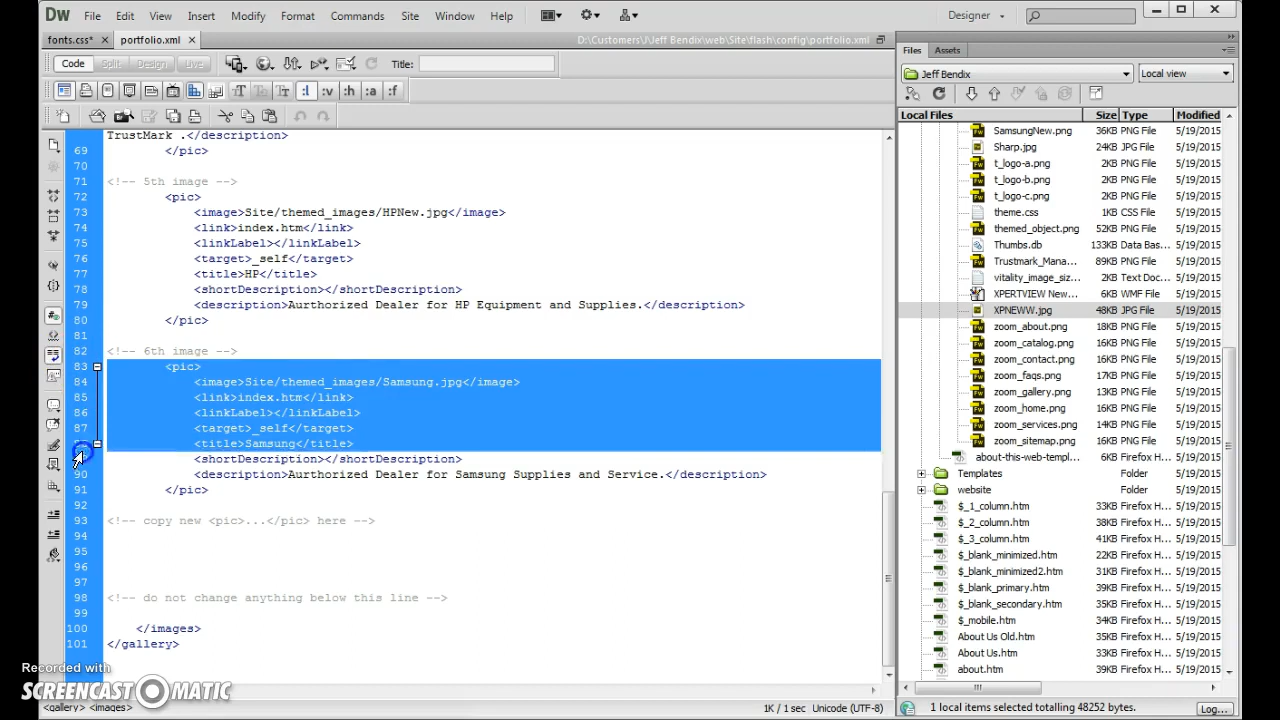 Dw File Edit View Insert Modify Format Commands Site Window Help Designer
fonts.css* × portfolio.xml × D:\Customers\J\Jeff Bendix\web\Site\flash\config\portfolio.xml
Code Split Design Live Title:
:l :v :h :a :f
TrustMark .</description>
69 </pic>
70
71 <!-- 5th image -->
72 <pic>
73 <image>Site/themed_images/HPNew.jpg</image>
74 <link>index.htm</link>
75 <linkLabel></linkLabel>
76 <target>_self</target>
77 <title>HP</title>
78 <shortDescription></shortDescription>
79 <description>Authorized Dealer for HP Equipment and Supplies.</description>
80 </pic>
81
82 <!-- 6th image -->
83 <pic>
84 <image>Site/themed_images/Samsung.jpg</image>
85 <link>index.htm</link>
86 <linkLabel></linkLabel>
87 <target>_self</target>
<title>Samsung</title>
<shortDescription></shortDescription>
90 <description>Authorized Dealer for Samsung Supplies and Service.</description>
91 </pic>
92
93 <!-- copy new <pic>...</pic> here -->
94
95
96
97
98 <!-- do not change anything below this line -->
99
100 </images>
101 </gallery>
Recorded with
SCREENCAST O MATIC
<gallery> <images> 1K / 1 sec Unicode (UTF-8)
Files Assets
Jeff Bendix Local view
Local Files Size Type Modified
SamsungNew.png 36KB PNG File 5/19/2015
Sharp.jpg 24KB JPG File 5/19/2015
t_logo-a.png 2KB PNG File 5/19/2015
t_logo-b.png 2KB PNG File 5/19/2015
t_logo-c.png 2KB PNG File 5/19/2015
theme.css 1KB CSS File 5/19/2015
themed_object.png 52KB PNG File 5/19/2015
Thumbs.db 133KB Data Bas... 5/19/2015
Trustmark_Mana... 89KB PNG File 5/19/2015
vitality_image_siz... 2KB Text Doc... 5/19/2015
XPERTVIEW New... 6KB WMF File 5/19/2015
XPNEWW.jpg 48KB JPG File 5/19/2015
zoom_about.png 18KB PNG File 5/19/2015
zoom_catalog.png 16KB PNG File 5/19/2015
zoom_contact.png 16KB PNG File 5/19/2015
zoom_faqs.png 17KB PNG File 5/19/2015
zoom_gallery.png 16KB PNG File 5/19/2015
zoom_home.png 16KB PNG File 5/19/2015
zoom_services.png 14KB PNG File 5/19/2015
zoom_sitemap.png 16KB PNG File 5/19/2015
about-this-web-templ... 6KB Firefox H... 5/19/2015
Templates Folder 5/19/2015
website Folder 5/19/2015
$_1_column.htm 33KB Firefox H... 5/19/2015
$_2_column.htm 38KB Firefox H... 5/19/2015
$_3_column.htm 41KB Firefox H... 5/19/2015
$_blank_minimized.htm 22KB Firefox H... 5/19/2015
$_blank_minimized2.htm 31KB Firefox H... 5/19/2015
$_blank_primary.htm 39KB Firefox H... 5/19/2015
$_blank_secondary.htm 35KB Firefox H... 5/19/2015
$_mobile.htm 34KB Firefox H... 5/19/2015
About Us Old.htm 35KB Firefox H... 5/19/2015
About Us.htm 33KB Firefox H... 5/19/2015
about.htm 39KB Firefox H... 5/19/2015
1 local items selected totalling 48252 bytes. Log...